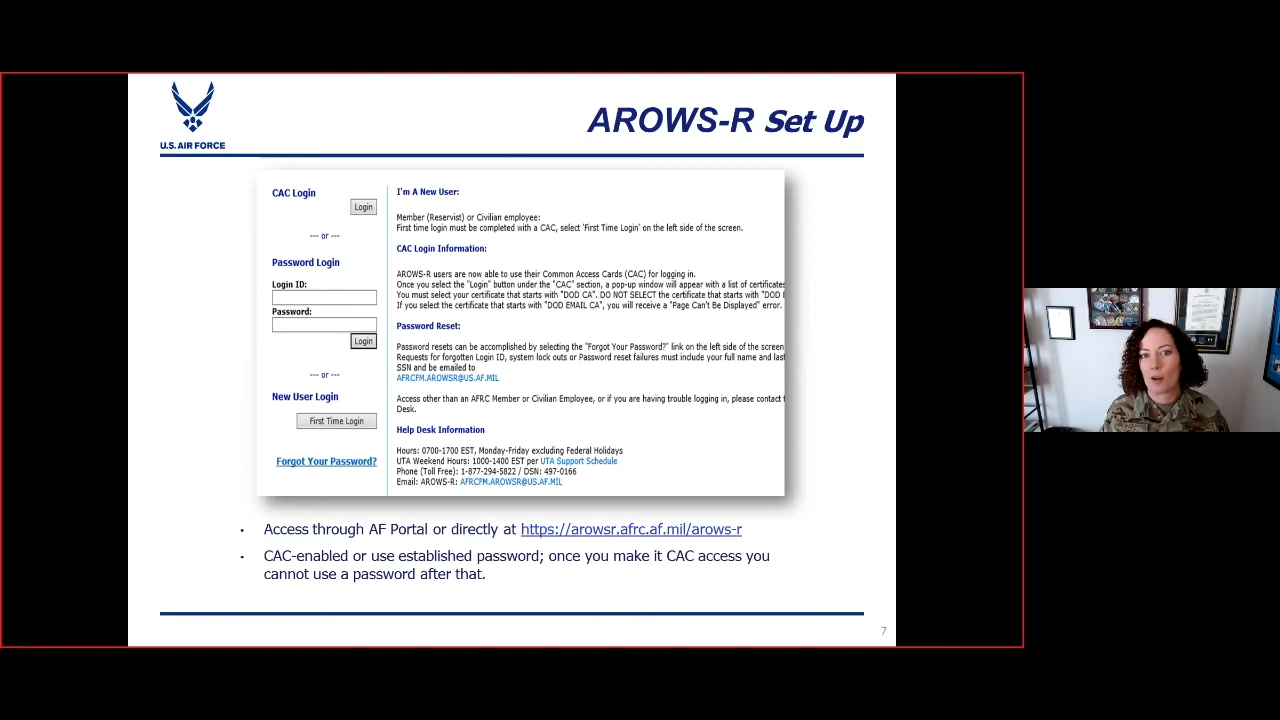 U.S. AIR FORCE
AROWS-R Set Up
CAC Login
Login
--- or ---
Password Login
Login ID:
Password:
Login
--- or ---
New User Login
First Time Login
Forgot Your Password?
I'm A New User:
Member (Reservist) or Civilian employee:
First time login must be completed with a CAC, select 'First Time Login' on the left side of the screen.
CAC Login Information:
AROWS-R users are now able to use their Common Access Cards (CAC) for logging in.
Once you select the "Login" button under the "CAC" section, a pop-up window will appear with a list of certificates
You must select your certificate that starts with "DOD CA". DO NOT SELECT the certificate that starts with "DOD E
If you select the certificate that starts with "DOD EMAIL CA", you will receive a "Page Can't Be Displayed" error.
Password Reset:
Password resets can be accomplished by selecting the "Forgot Your Password?" link on the left side of the screen
Requests for forgotten Login ID, system lock outs or Password reset failures must include your full name and last
SSN and be emailed to
AFRCFM.AROWSR@US.AF.MIL
Access other than an AFRC Member or Civilian Employee, or if you are having trouble logging in, please contact t
Desk.
Help Desk Information
Hours: 0700-1700 EST, Monday-Friday excluding Federal Holidays
UTA Weekend Hours: 1000-1400 EST per UTA Support Schedule
Phone (Toll Free): 1-877-294-5822 / DSN: 497-0166
Email: AROWS-R: AFRCFM.AROWSR@US.AF.MIL
• Access through AF Portal or directly at https://arowsr.afrc.af.mil/arows-r
• CAC-enabled or use established password; once you make it CAC access you
cannot use a password after that.
7